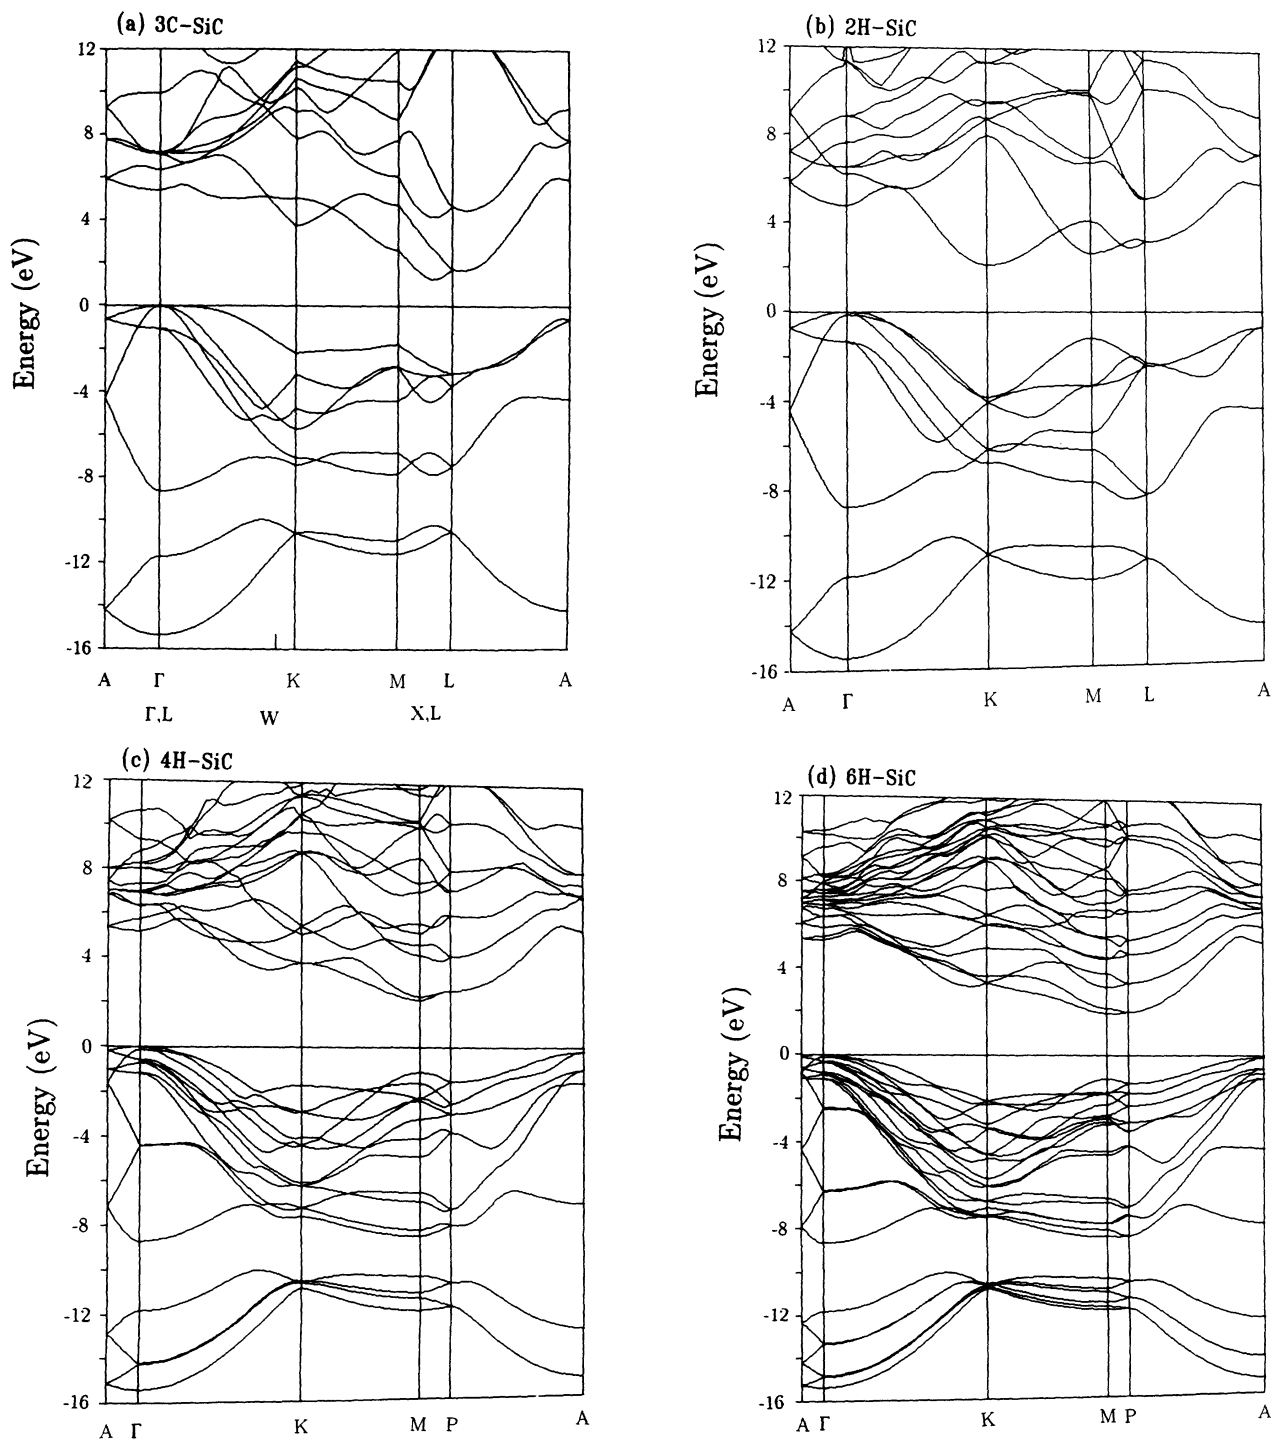 (a) 3C-SiC
12
8
4
0
-4
-8
-12
-16
Energy (eV)
A Γ K M L A
Γ,L W X,L
(b) 2H-SiC
12
8
4
0
-4
-8
-12
-16
Energy (eV)
A Γ K M L A
(c) 4H-SiC
12
8
4
0
-4
-8
-12
-16
Energy (eV)
A Γ K M P A
(d) 6H-SiC
12
8
4
0
-4
-8
-12
-16
Energy (eV)
A Γ K M P A